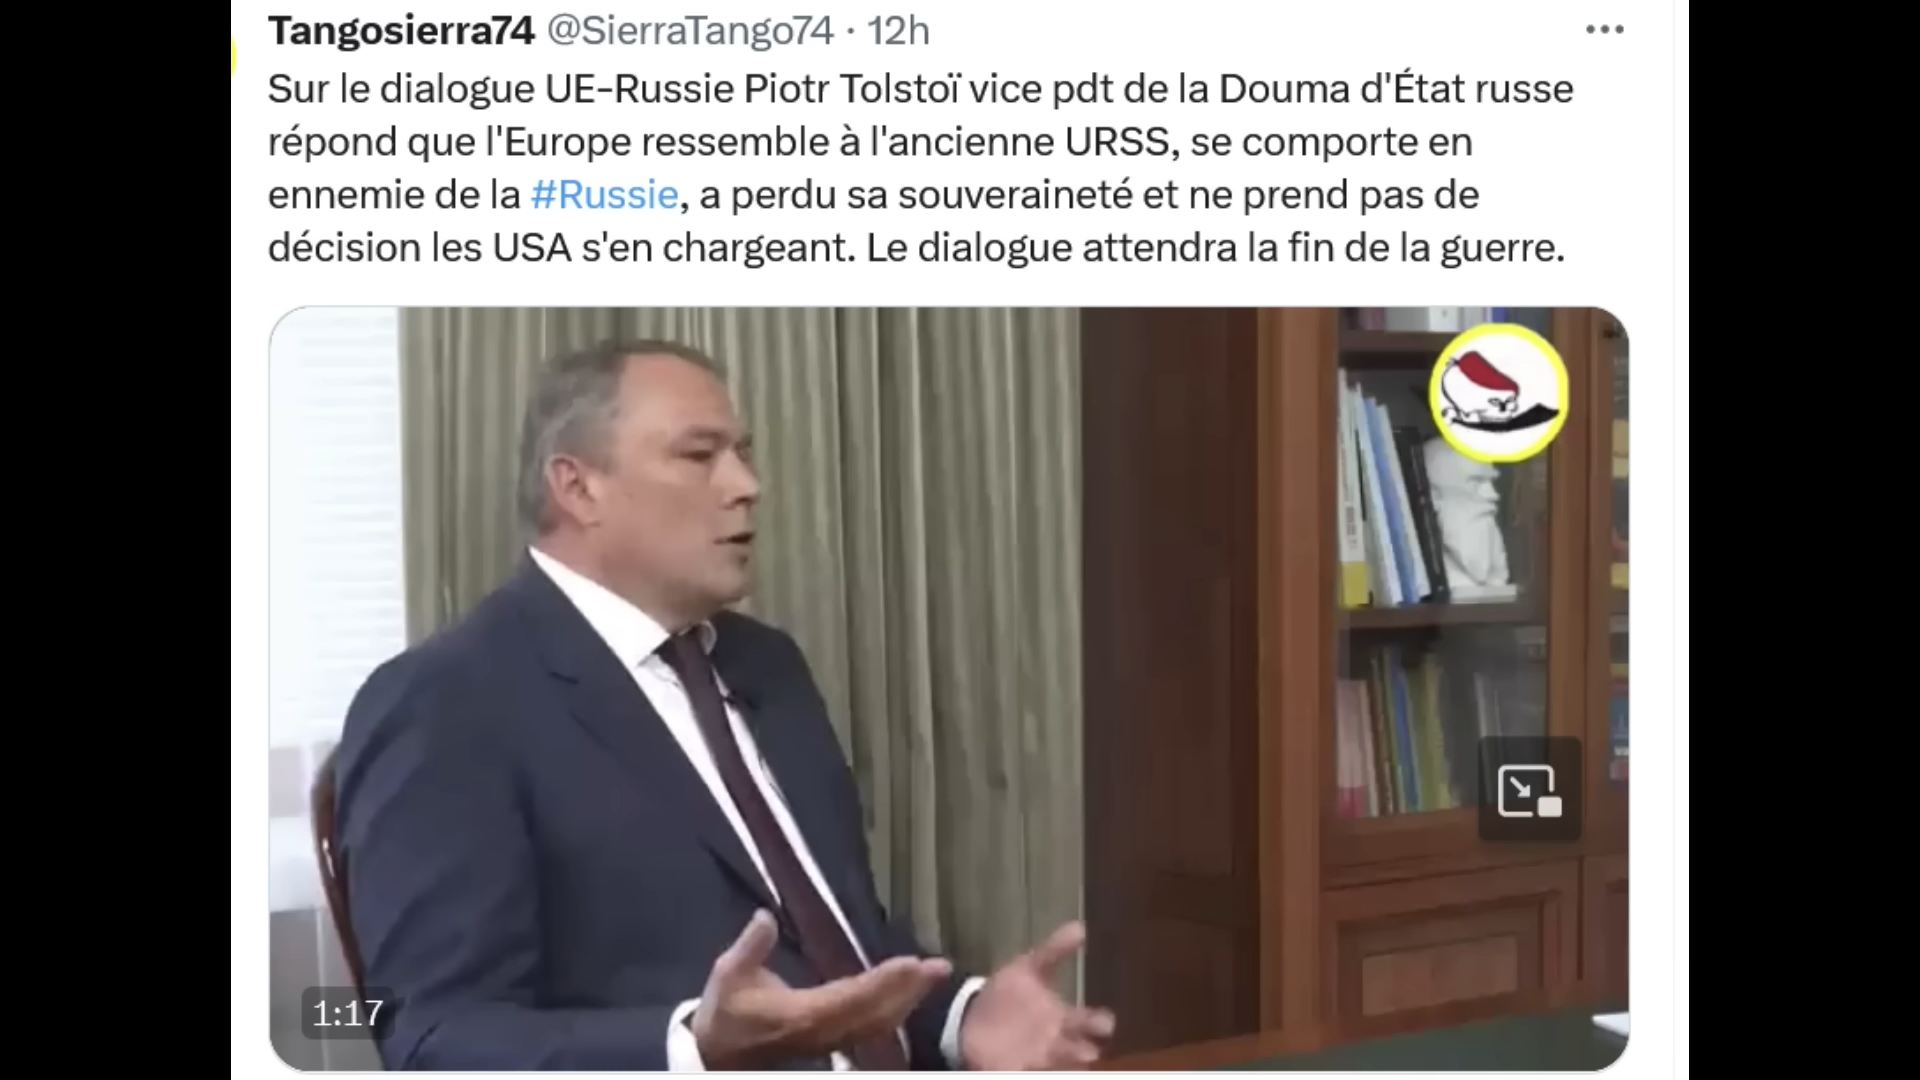 Tangosierra74 @SierraTango74 · 12h
Sur le dialogue UE-Russie Piotr Tolstoï vice pdt de la Douma d'État russe
répond que l'Europe ressemble à l'ancienne URSS, se comporte en
ennemie de la #Russie, a perdu sa souveraineté et ne prend pas de
décision les USA s'en chargeant. Le dialogue attendra la fin de la guerre.
1:17